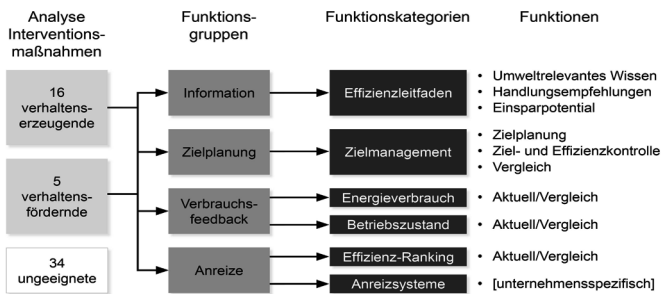 Analyse
Interventions-
maßnahmen
Funktions-
gruppen
Funktionskategorien
Funktionen
16
verhaltens-
erzeugende
5
verhaltens-
fördernde
34
ungeeignete
Information
Effizienzleitfaden
• Umweltrelevantes Wissen
• Handlungsempfehlungen
• Einsparpotential
Zielplanung
Zielmanagement
• Zielplanung
• Ziel- und Effizienzkontrolle
• Vergleich
Verbrauchs-
feedback
Energieverbrauch
• Aktuell/Vergleich
Betriebszustand
• Aktuell/Vergleich
Anreize
Effizienz-Ranking
• Aktuell/Vergleich
Anreizsysteme
• [unternehmensspezifisch]